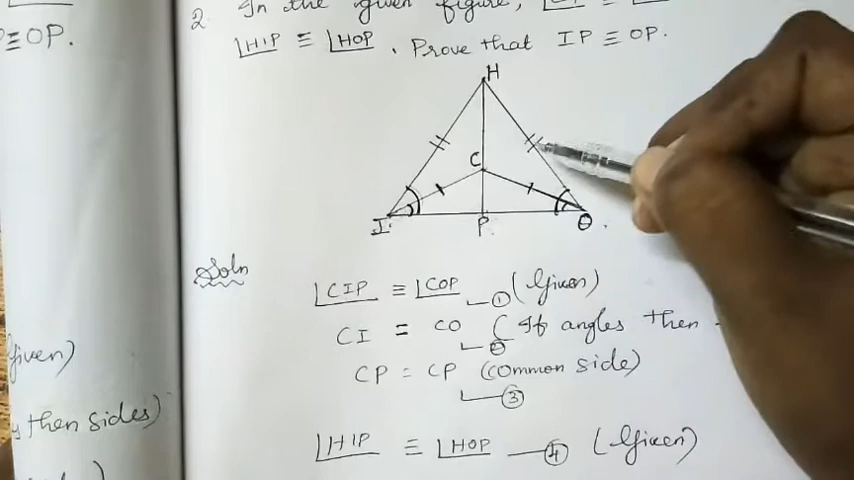 ≡OP.
2. In the given figure,
∠HIP ≡ ∠HOP . Prove that IP ≡ OP.
H
C
I
P
O
Soln
∠CIP ≡ ∠COP ① (Given)
CI = CO ② (If angles then
CP = CP (common side)
③
∠HIP ≡ ∠HOP ④ (Given)
Given)
then sides)